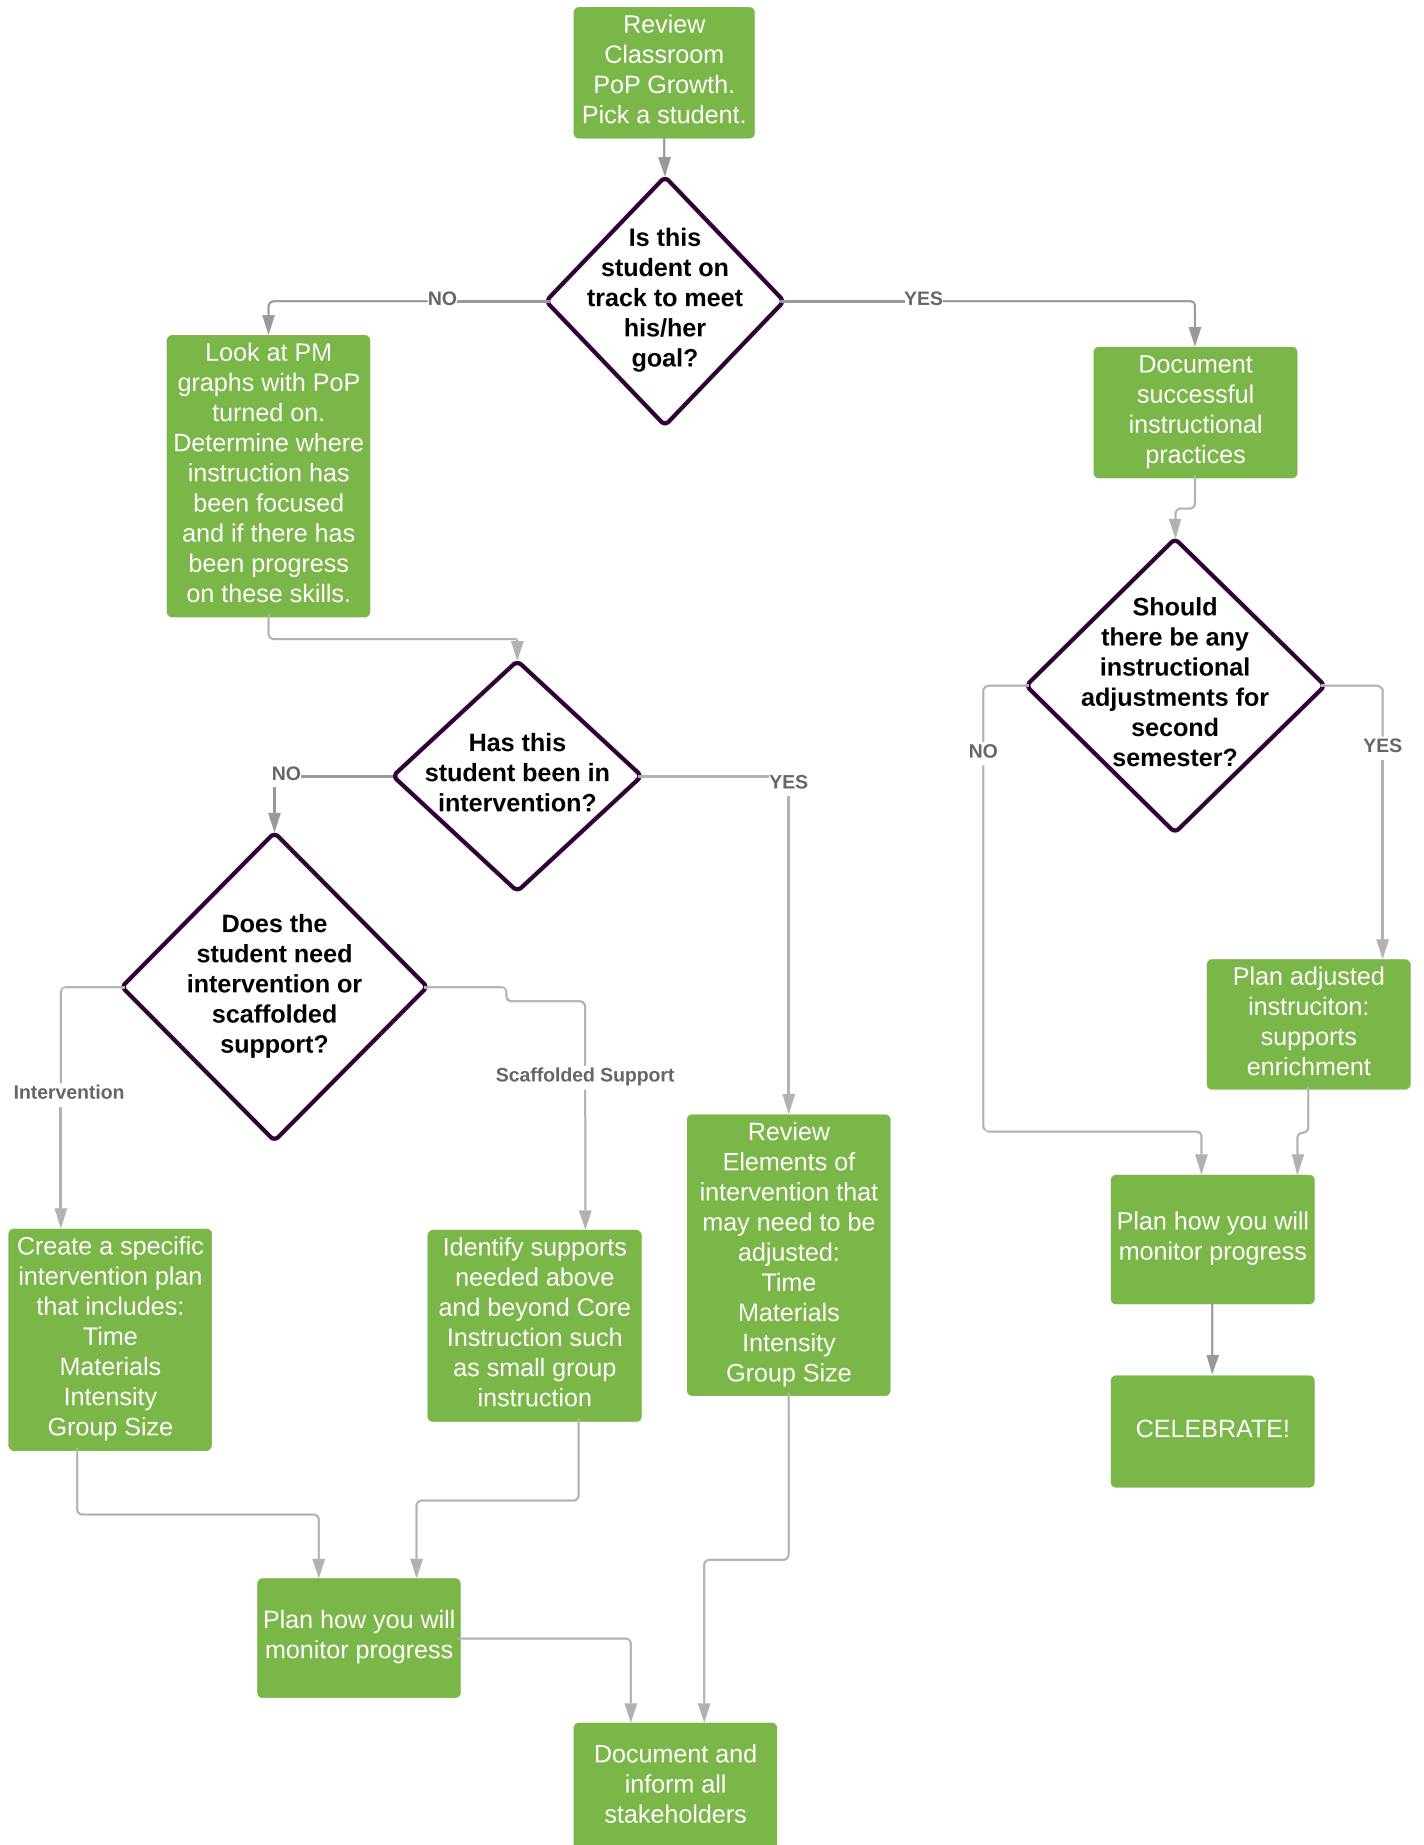 Review
Classroom
PoP Growth.
Pick a student.
Is this
student on
track to meet
his/her
goal?
NO
YES
Look at PM
graphs with PoP
turned on.
Determine where
instruction has
been focused
and if there has
been progress
on these skills.
Document
successful
instructional
practices
Should
there be any
instructional
adjustments for
second
semester?
NO
YES
Has this
student been in
intervention?
NO
YES
Does the
student need
intervention or
scaffolded
support?
Intervention
Scaffolded Support
Plan adjusted
instruciton:
supports
enrichment
Review
Elements of
intervention that
may need to be
adjusted:
Time
Materials
Intensity
Group Size
Plan how you will
monitor progress
Create a specific
intervention plan
that includes:
Time
Materials
Intensity
Group Size
Identify supports
needed above
and beyond Core
Instruction such
as small group
instruction
CELEBRATE!
Plan how you will
monitor progress
Document and
inform all
stakeholders